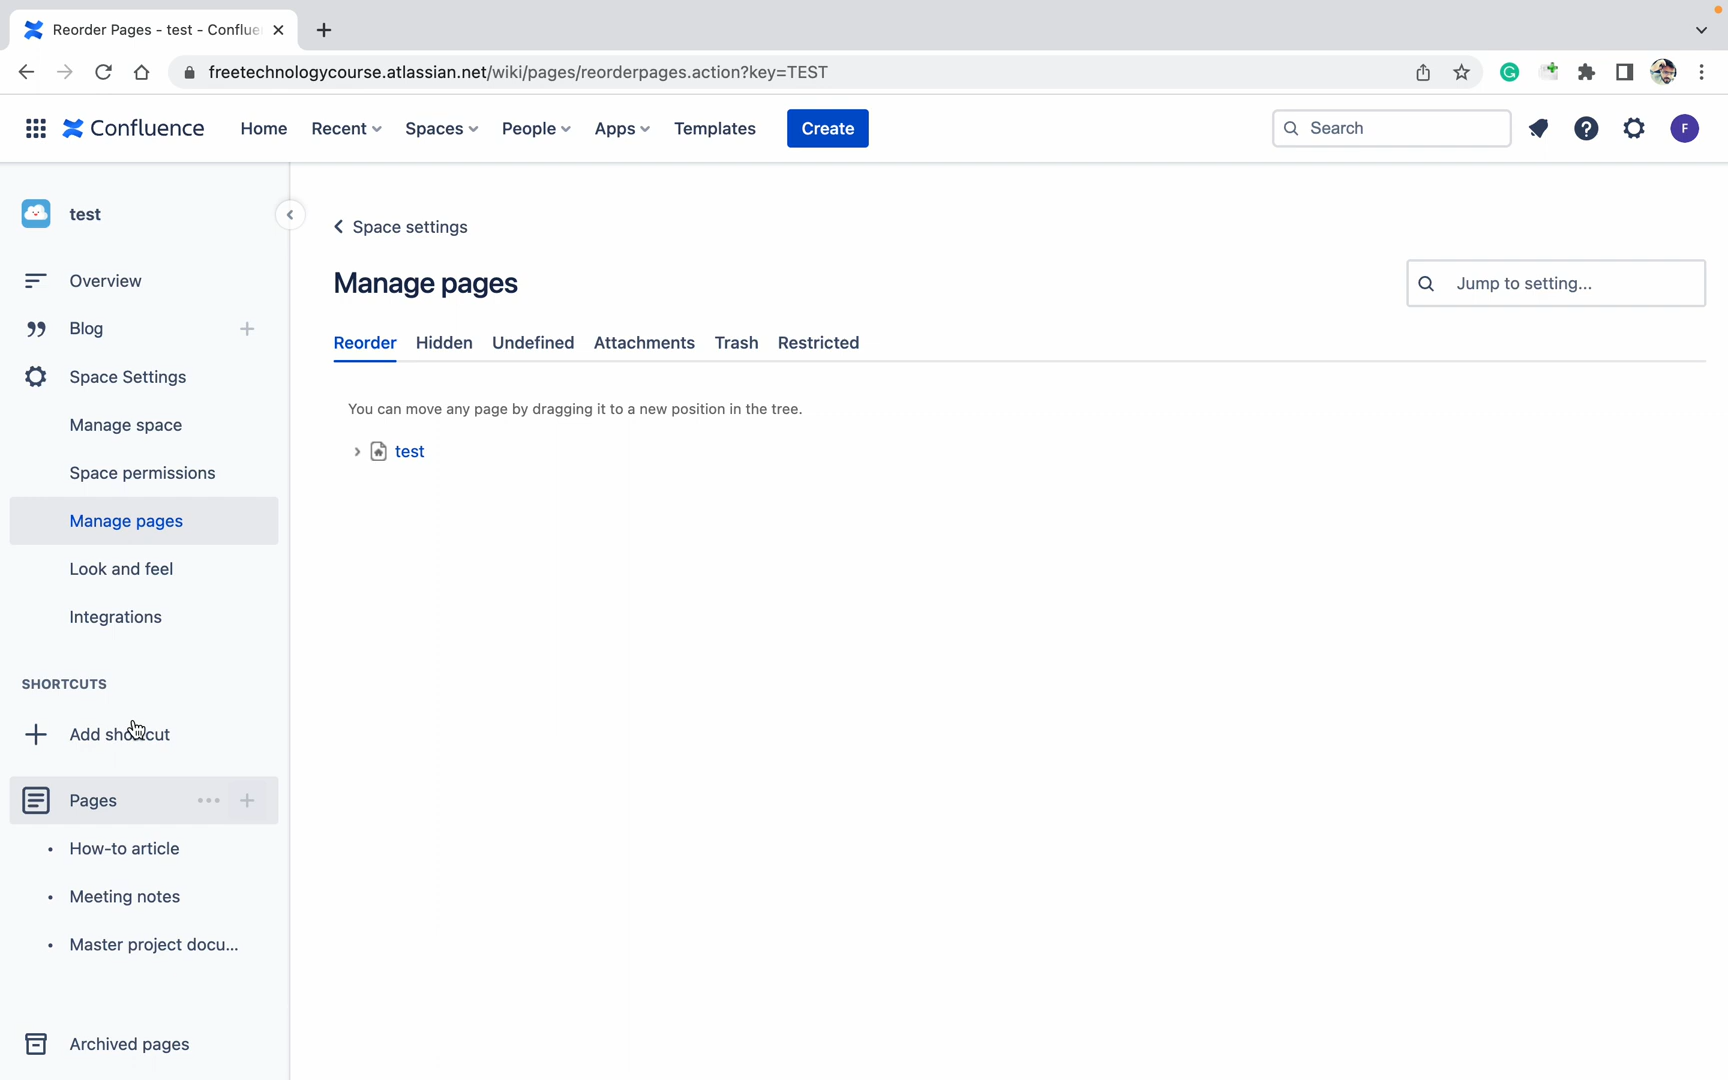 Reorder Pages - test - Conflue
freetechnologycourse.atlassian.net/wiki/pages/reorderpages.action?key=TEST
Confluence Home Recent Spaces People Apps Templates Create Search F
test
Overview
Blog
Space Settings
Manage space
Space permissions
Manage pages
Look and feel
Integrations
SHORTCUTS
Add shortcut
Pages
• How-to article
• Meeting notes
• Master project docu...
Archived pages
Space settings
Manage pages
Jump to setting...
Reorder Hidden Undefined Attachments Trash Restricted
You can move any page by dragging it to a new position in the tree.
test